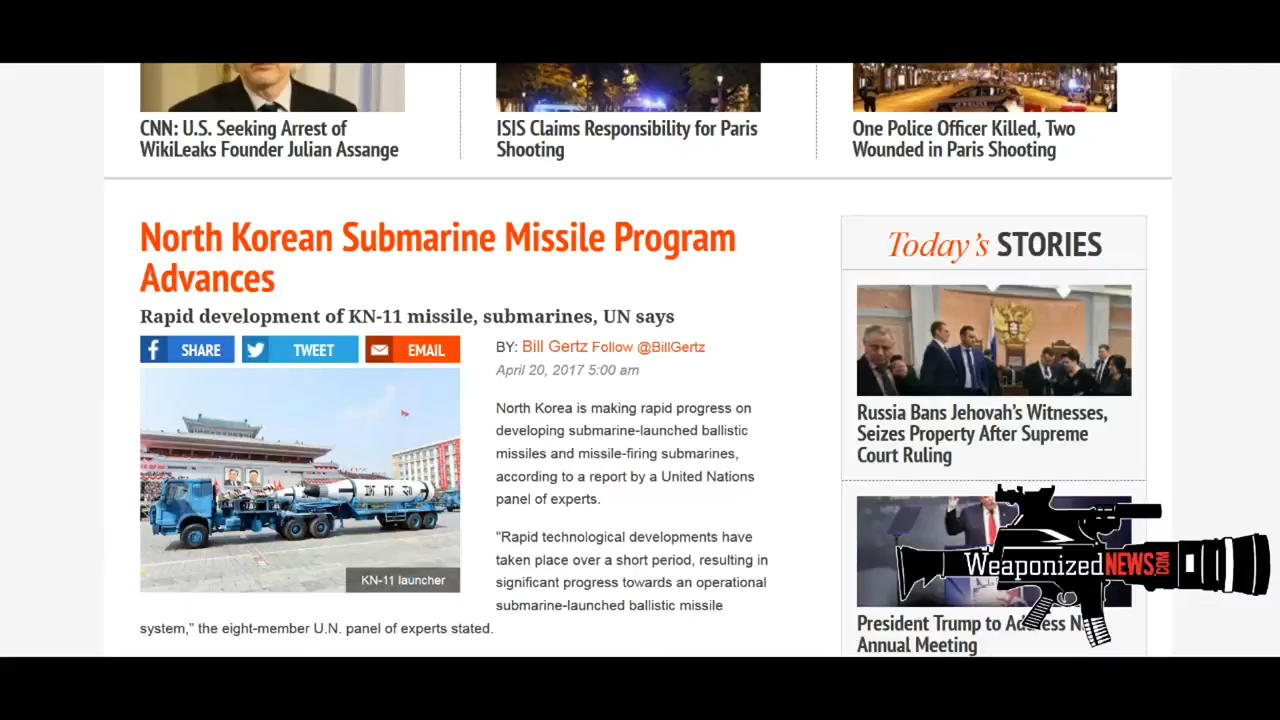 CNN: U.S. Seeking Arrest of
WikiLeaks Founder Julian Assange
ISIS Claims Responsibility for Paris
Shooting
One Police Officer Killed, Two
Wounded in Paris Shooting
North Korean Submarine Missile Program
Advances
Rapid development of KN-11 missile, submarines, UN says
SHARE
TWEET
EMAIL
KN-11 launcher
BY: Bill Gertz Follow @BillGertz
April 20, 2017 5:00 am
North Korea is making rapid progress on
developing submarine-launched ballistic
missiles and missile-firing submarines,
according to a report by a United Nations
panel of experts.
"Rapid technological developments have
taken place over a short period, resulting in
significant progress towards an operational
submarine-launched ballistic missile
system," the eight-member U.N. panel of experts stated.
Today's STORIES
Russia Bans Jehovah's Witnesses,
Seizes Property After Supreme
Court Ruling
WeaponizedNEWS.COM
President Trump to
Annual Meeting